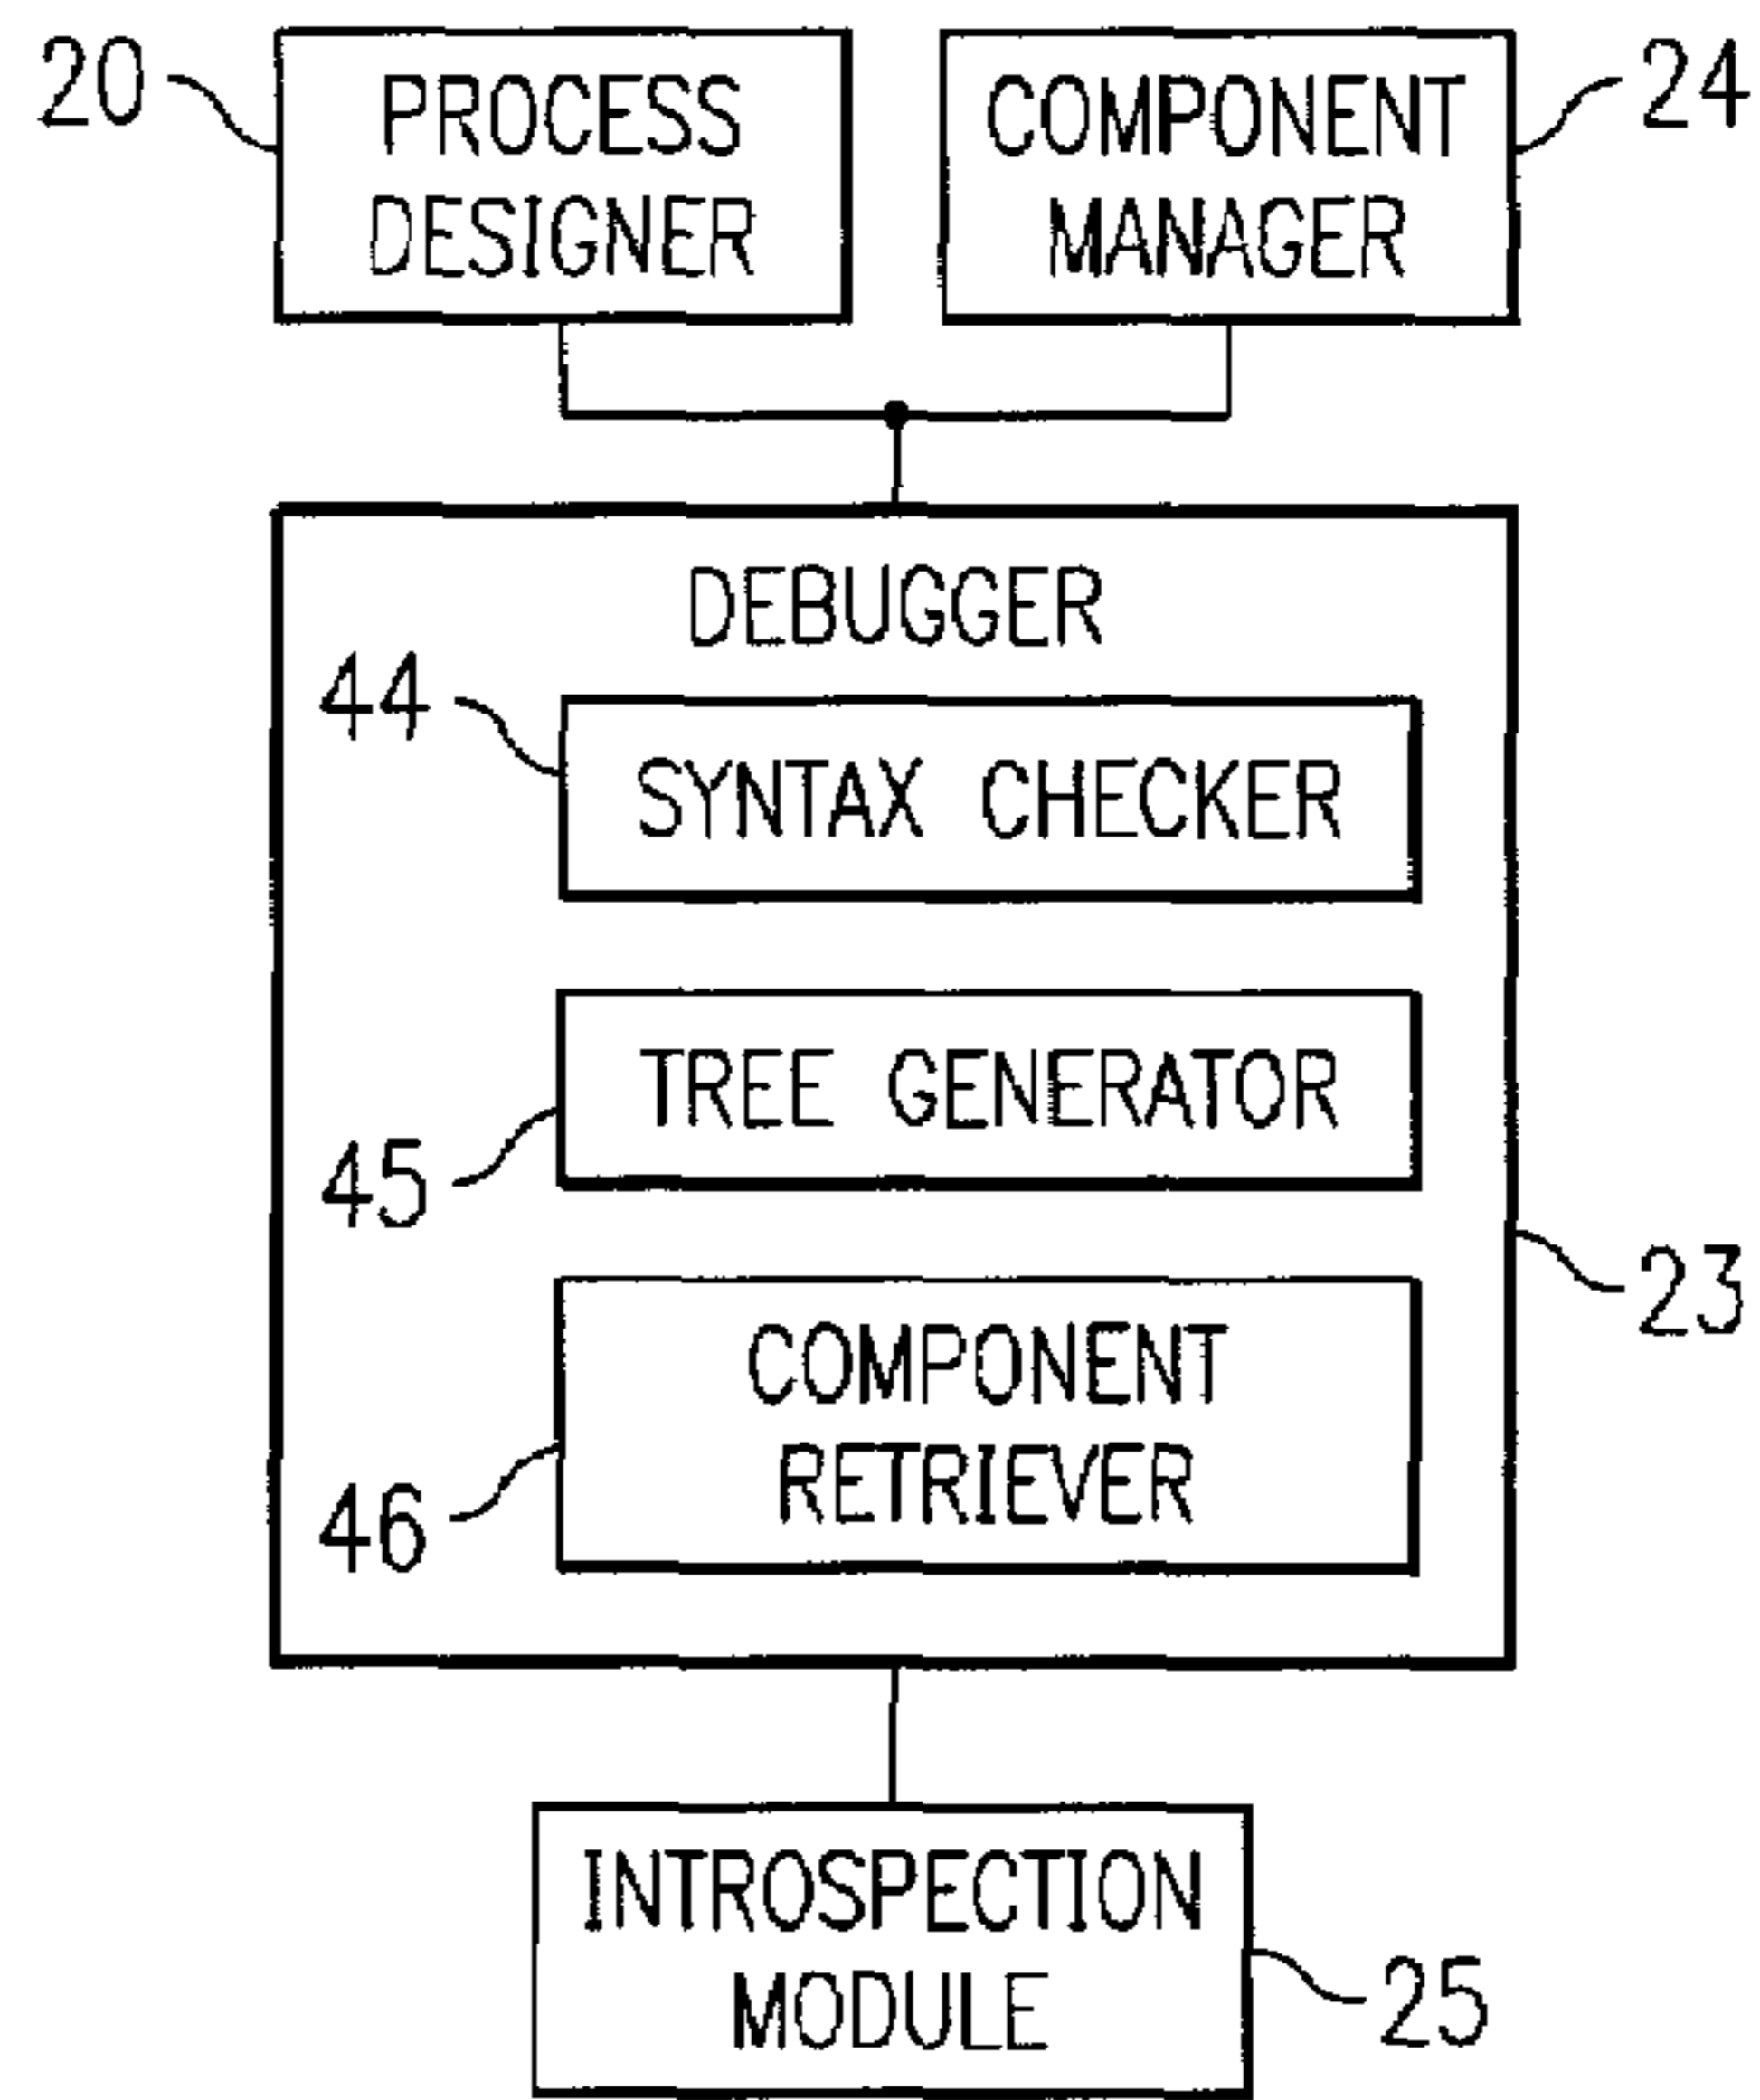 20
PROCESS
DESIGNER
COMPONENT
MANAGER
24
DEBUGGER
44
SYNTAX CHECKER
TREE GENERATOR
45
23
COMPONENT
RETRIEVER
46
INTROSPECTION
MODULE
25